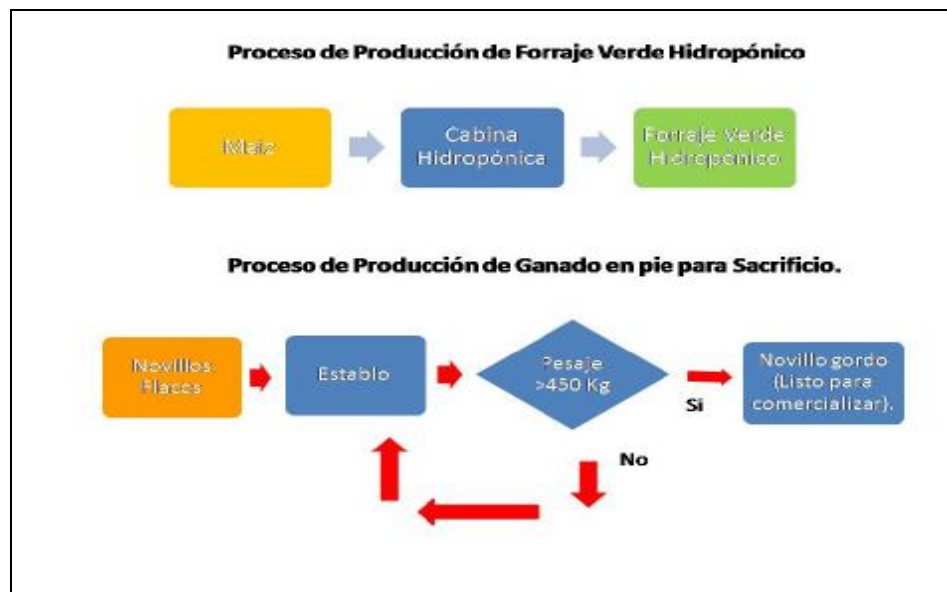 Proceso de Producción de Forraje Verde Hidropónico
Maiz
Cabina
Hidropónica
Forraje Verde
Hidropónico
Proceso de Producción de Ganado en pie para Sacrificio.
Novillos
Flacos
Establo
Pesaje
>450 Kg
Si
Novillo gordo
(Listo para
comercializar).
No